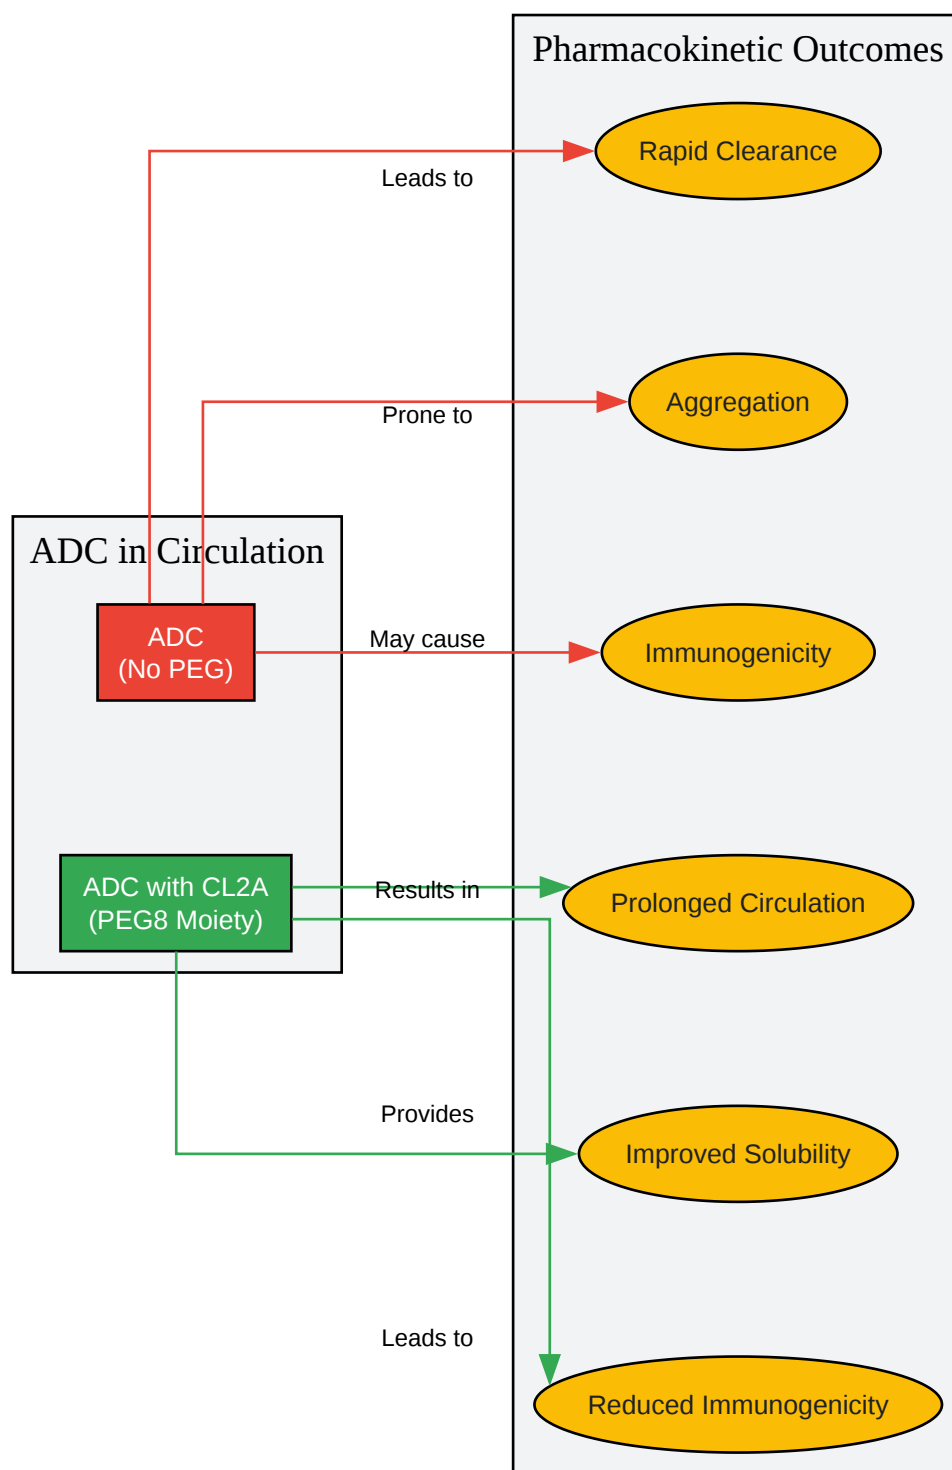 Pharmacokinetic Outcomes
Rapid Clearance
Leads to
Aggregation
Prone to
ADC in Circulation
ADC
(No PEG)
May cause
Immunogenicity
ADC with CL2A
(PEG8 Moiety)
Results in
Prolonged Circulation
Provides
Improved Solubility
Leads to
Reduced Immunogenicity